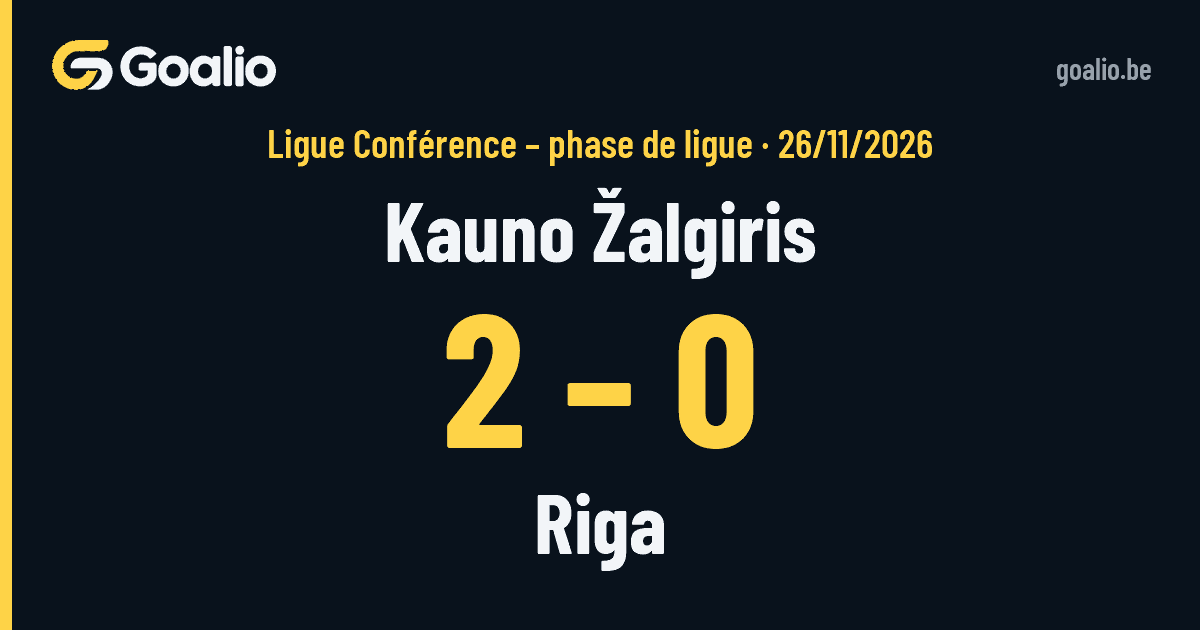 Goalio
goalio.be
Ligue Conférence – phase de ligue · 26/11/2026
Kauno Žalgiris
2 – 0
Riga